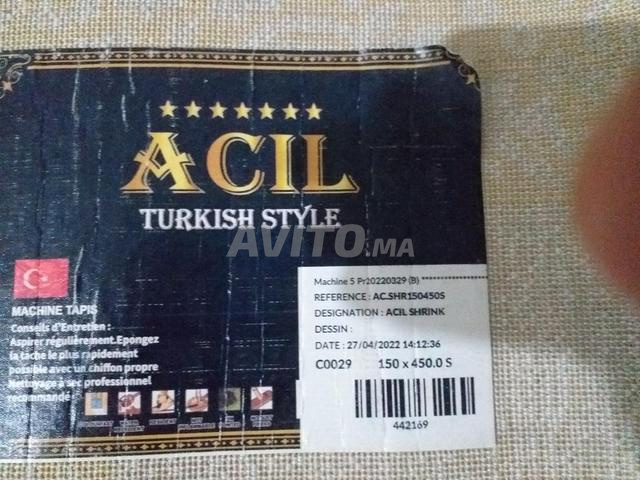 ACIL
TURKISH STYLE
AVITO.MA
MACHINE TAPIS
Conseils d'Entretien :
Aspirer régulièrement.Epongez
la tache le plus rapidement
possible avec un chiffon propre
Nettoyage à sec professionel
recommandé
Machine 5 Pr20220329 (B) ********************
REFERENCE : AC.SHR150450S
DESIGNATION : ACIL SHRINK
DESSIN :
DATE : 27/04/2022 14:12:36
C0029 150 x 450.0 S
442169